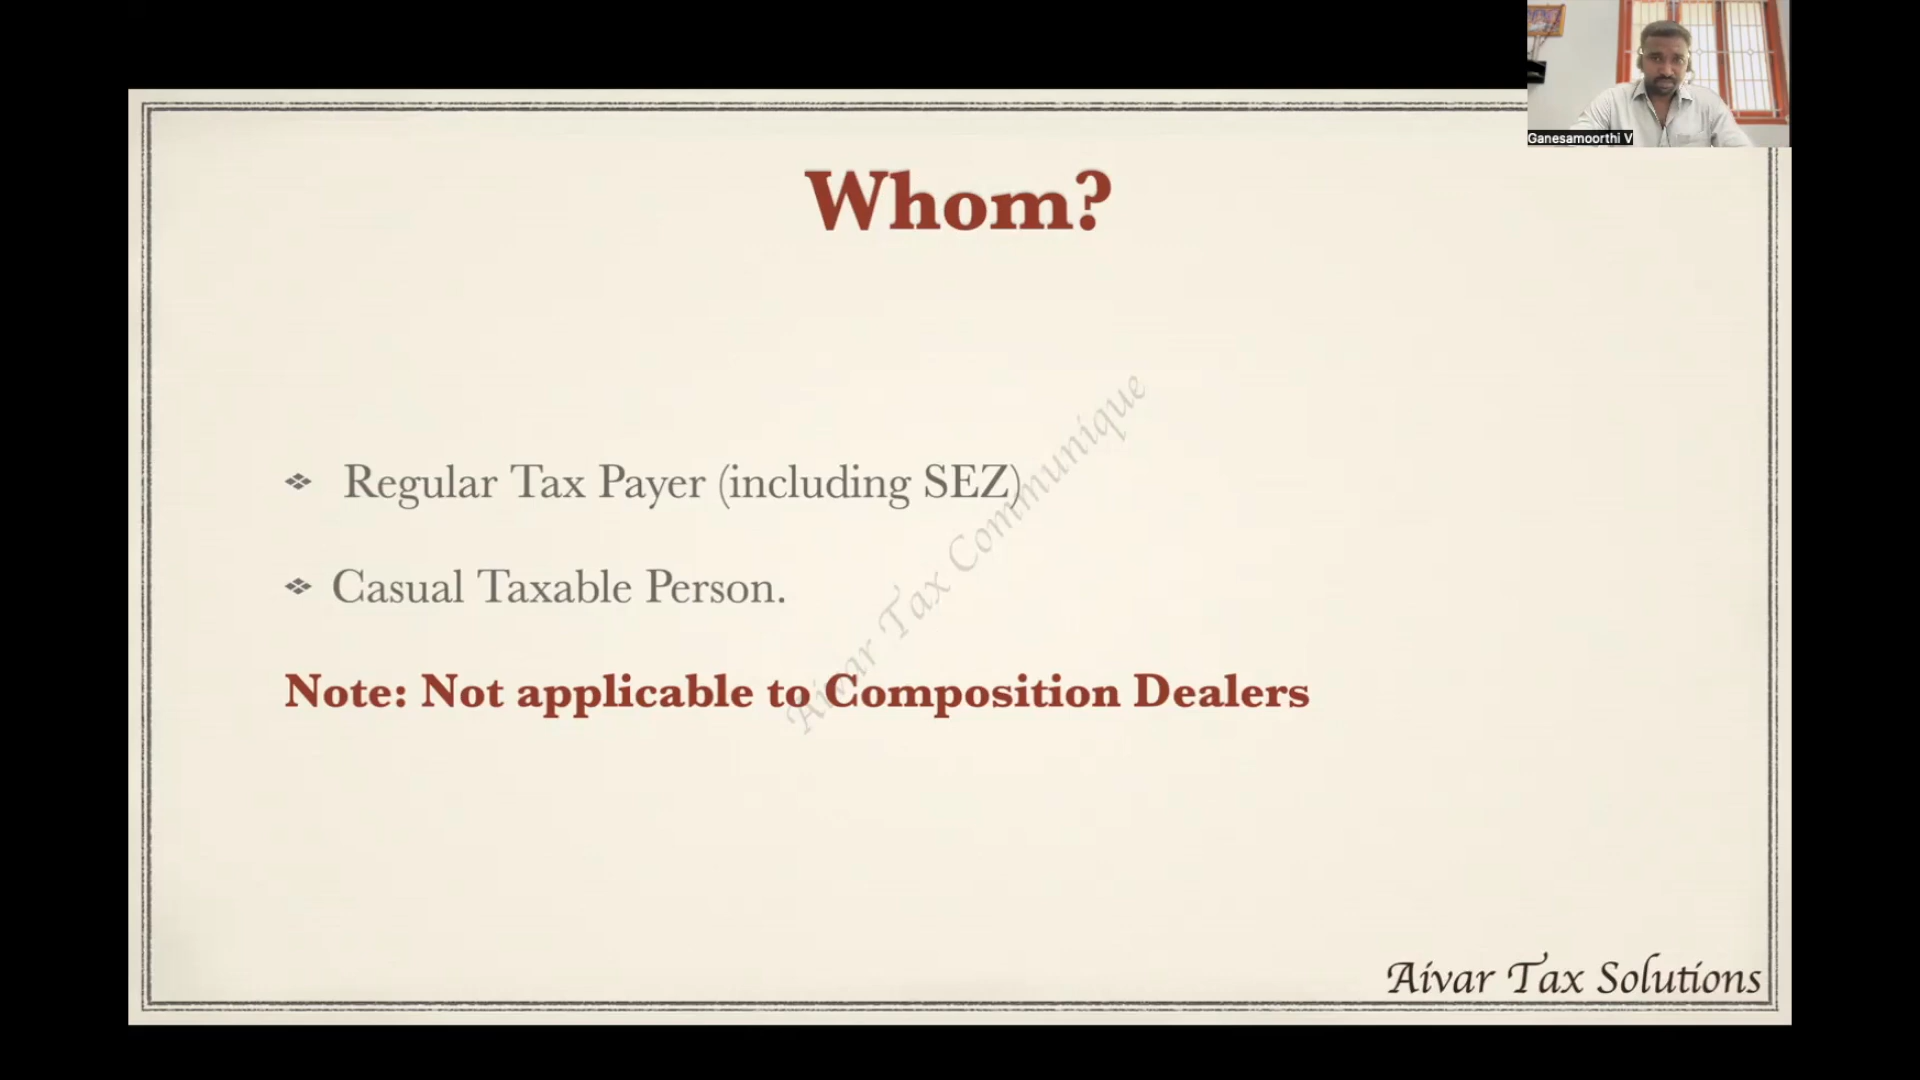 Ganesamoorthi V
Whom?
❖ Regular Tax Payer (including SEZ)
❖ Casual Taxable Person.
Note: Not applicable to Composition Dealers
Aivar Tax Communique
Aivar Tax Solutions